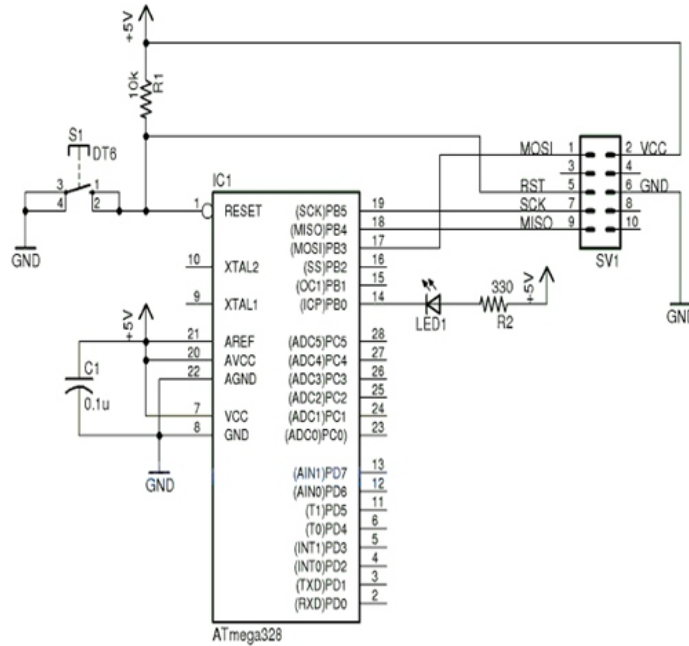 +5V
10k
R1
S1
DT6
3 1
4 2
GND
IC1
1 RESET
10 XTAL2
9 XTAL1
21 AREF
20 AVCC
22 AGND
7 VCC
8 GND
(SCK)PB5 19
(MISO)PB4 18
(MOSI)PB3 17
(SS)PB2 16
(OC1)PB1 15
(ICP)PB0 14
(ADC5)PC5 28
(ADC4)PC4 27
(ADC3)PC3 26
(ADC2)PC2 25
(ADC1)PC1 24
(ADC0)PC0) 23
(AIN1)PD7 13
(AIN0)PD6 12
(T1)PD5 11
(T0)PD4 6
(INT1)PD3 5
(INT0)PD2 4
(TXD)PD1 3
(RXD)PD0 2
ATmega328
+5V
C1
0.1u
GND
LED1
330
R2
+5V
MOSI 1 2 VCC
3 4
RST 5 6 GND
SCK 7 8
MISO 9 10
SV1
GND